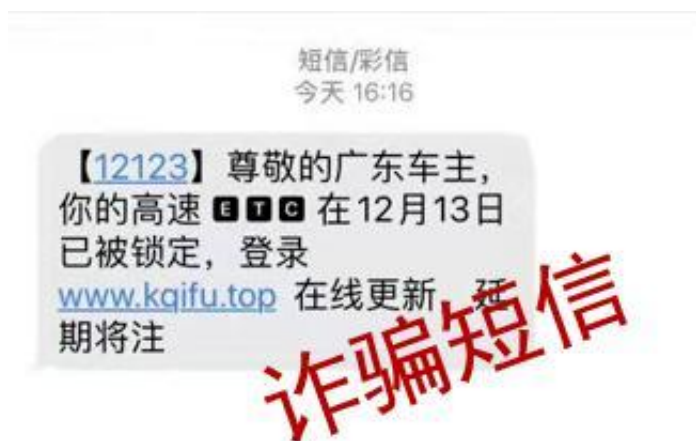 短信/彩信
今天 16:16
【12123】尊敬的广东车主，
你的高速 🅴🆃🅲 在12月13日
已被锁定，登录
www.kqifu.top 在线更新，延
期将注
诈骗短信